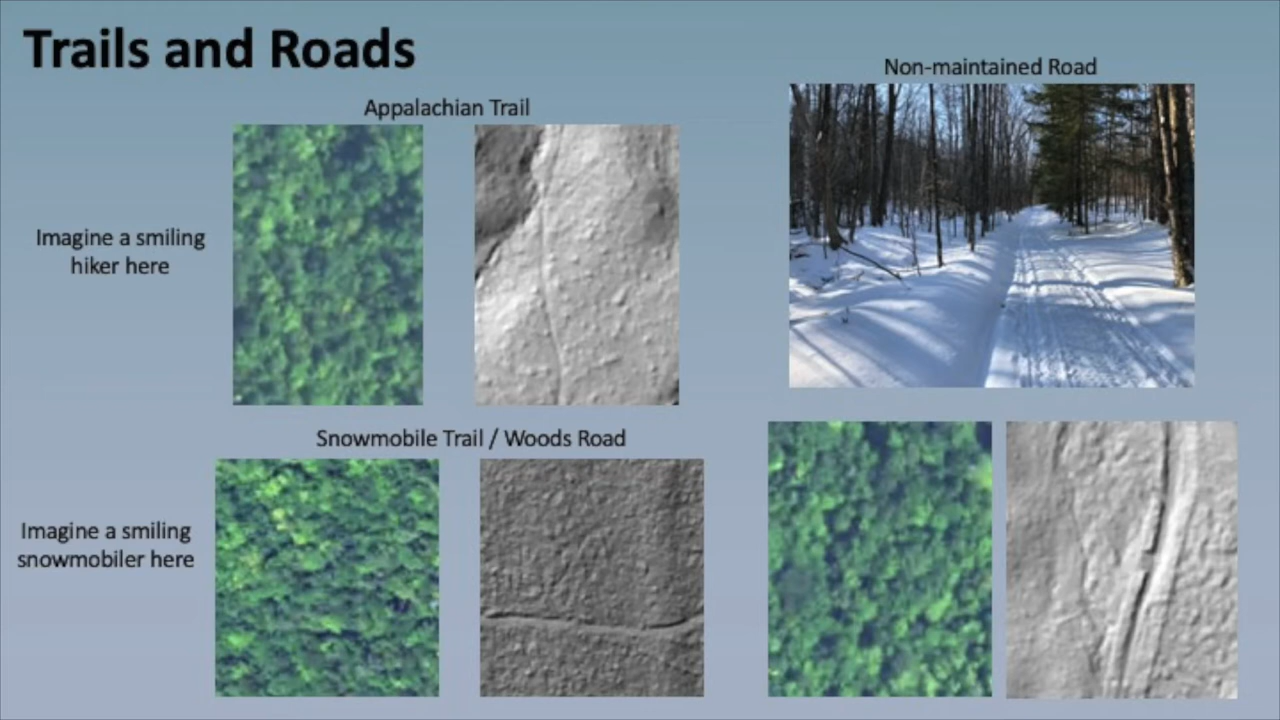 Trails and Roads
Appalachian Trail
Imagine a smiling
hiker here
Snowmobile Trail / Woods Road
Imagine a smiling
snowmobiler here
Non-maintained Road